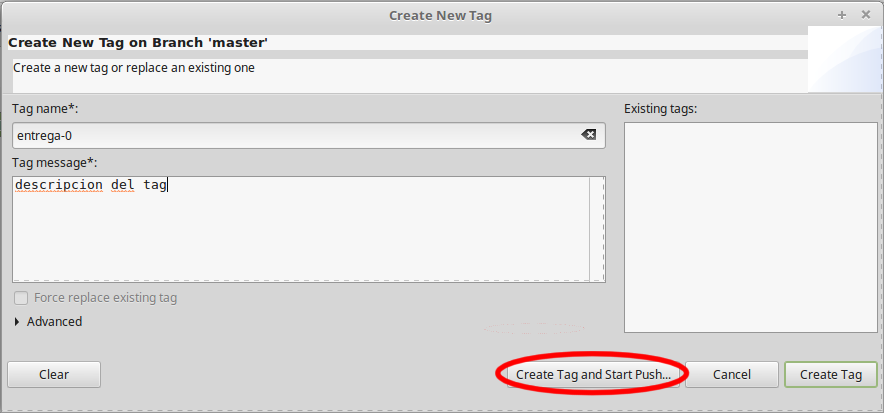 Create New Tag
Create New Tag on Branch 'master'
Create a new tag or replace an existing one
Tag name*:
entrega-0
Tag message*:
descripcion del tag
Force replace existing tag
Advanced
Existing tags:
Clear
Create Tag and Start Push...
Cancel
Create Tag